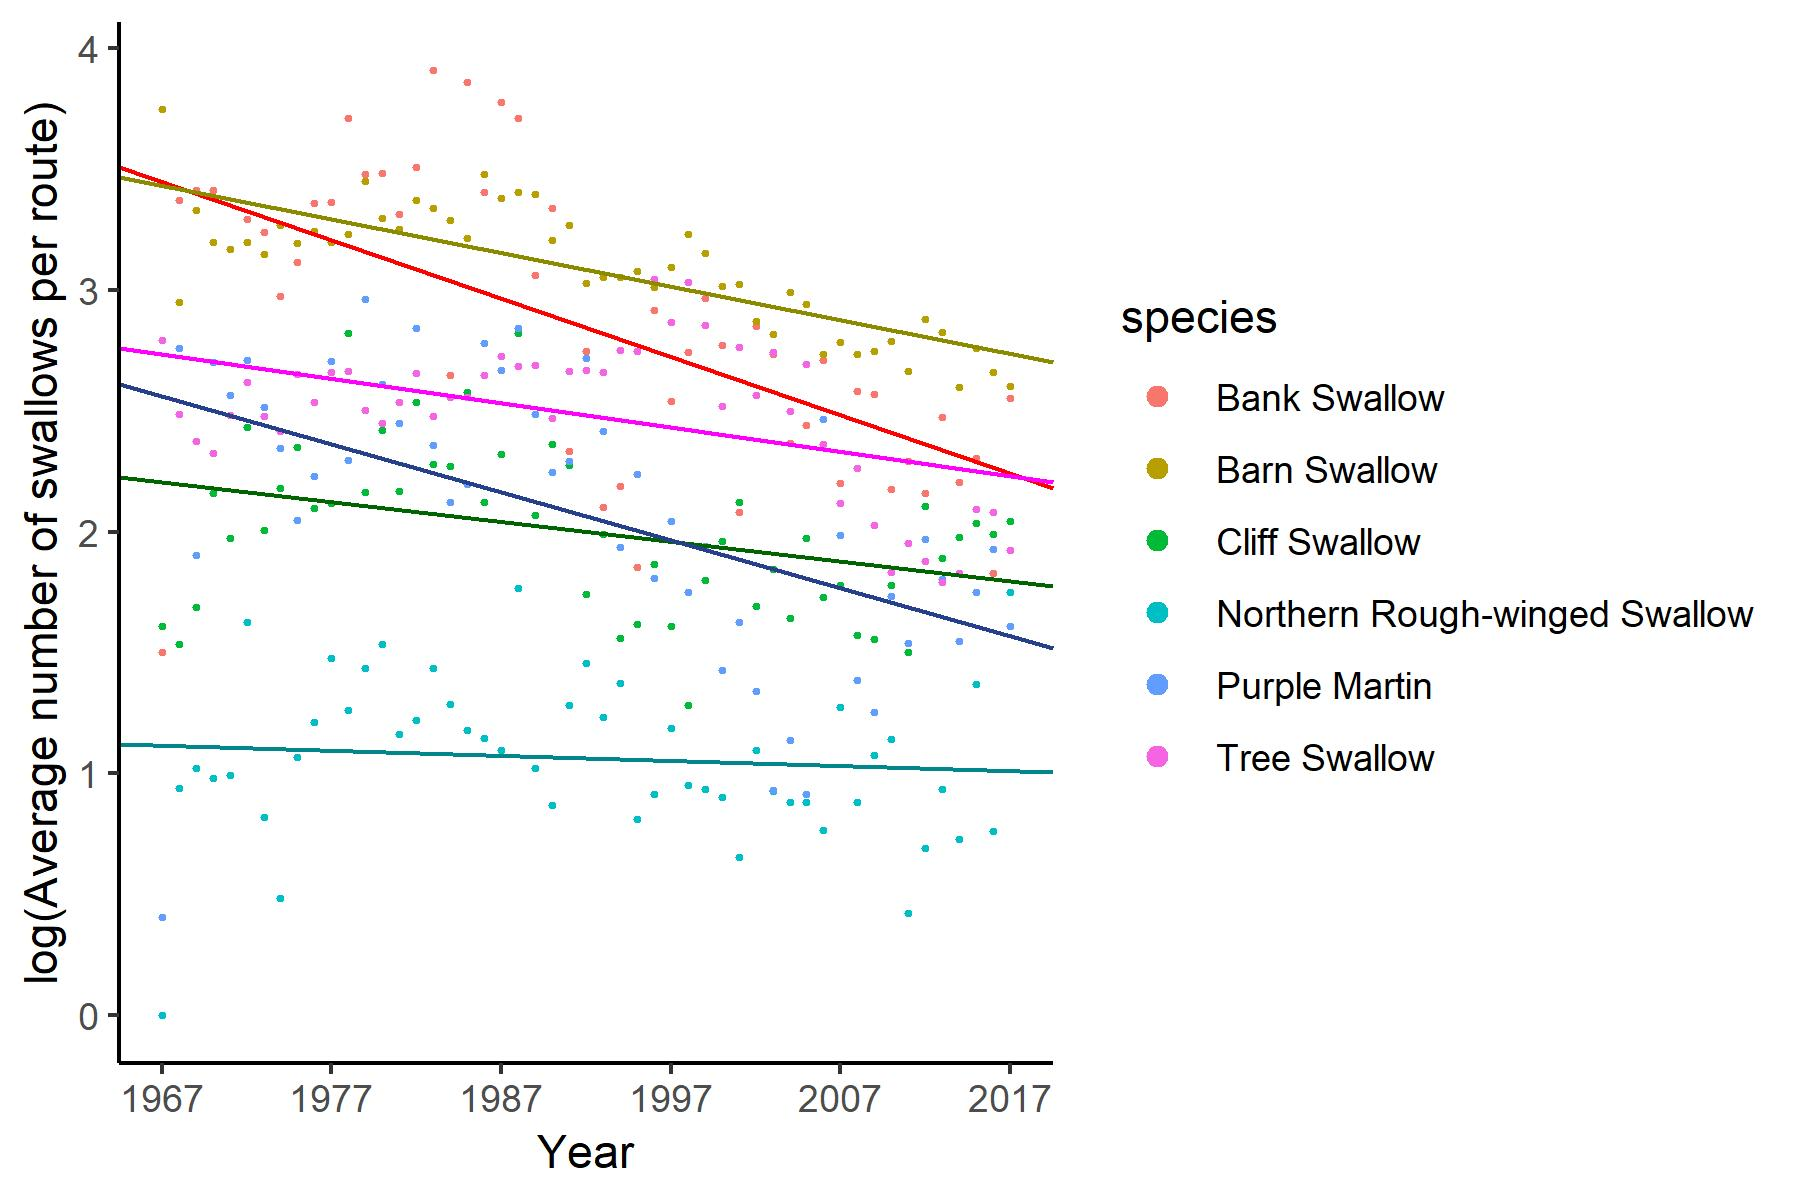 log(Average number of swallows per route)
4
3
2
1
0
1967 1977 1987 1997 2007 2017
Year
species
Bank Swallow
Barn Swallow
Cliff Swallow
Northern Rough-winged Swallow
Purple Martin
Tree Swallow